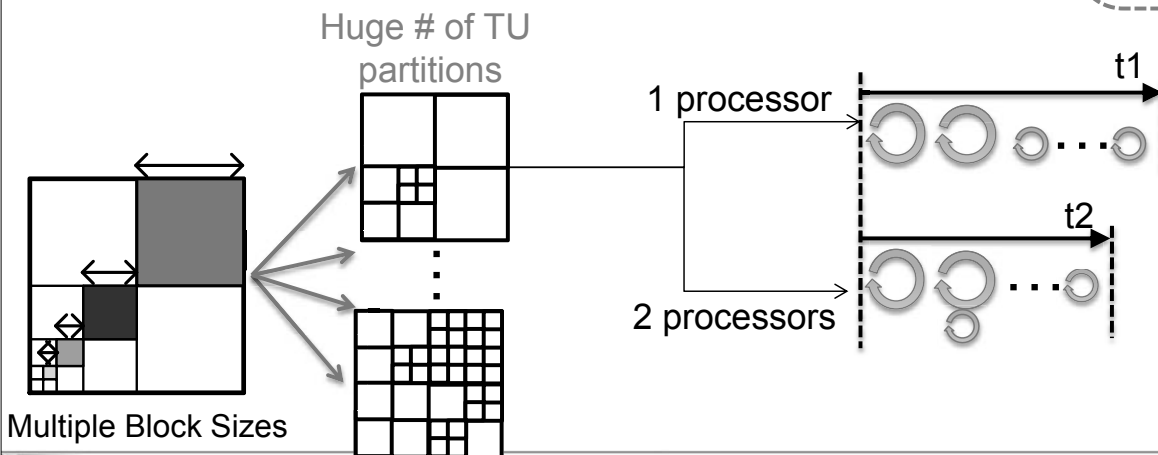 Huge # of TU
partitions
1 processor
t1
t2
2 processors
Multiple Block Sizes